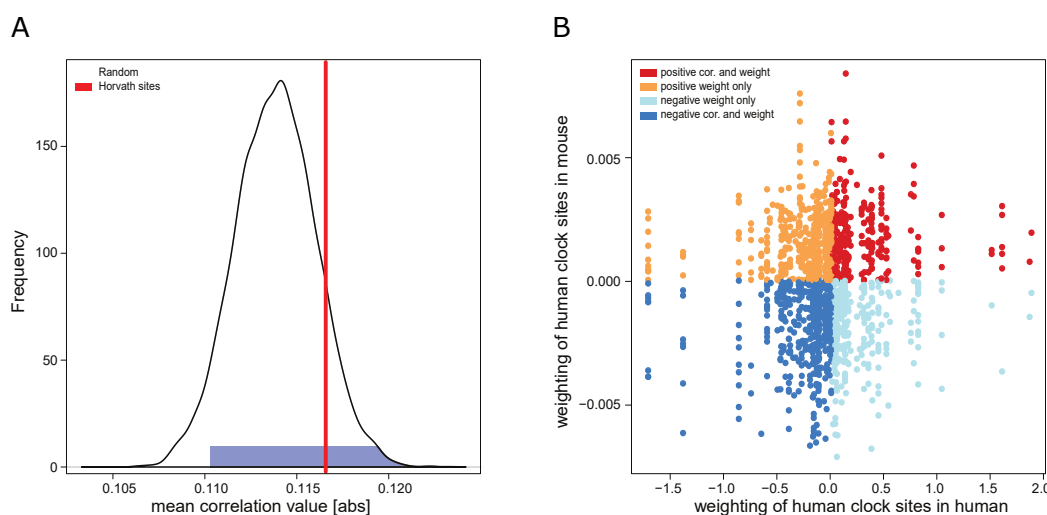 A
Random
Horvath sites
Frequency
150
100
50
0
0.105 0.110 0.115 0.120
mean correlation value [abs]
B
positive cor. and weight
positive weight only
negative weight only
negative cor. and weight
weighting of human clock sites in mouse
0.005
0.000
−0.005
−1.5 −1.0 −0.5 0.0 0.5 1.0 1.5 2.0
weighting of human clock sites in human